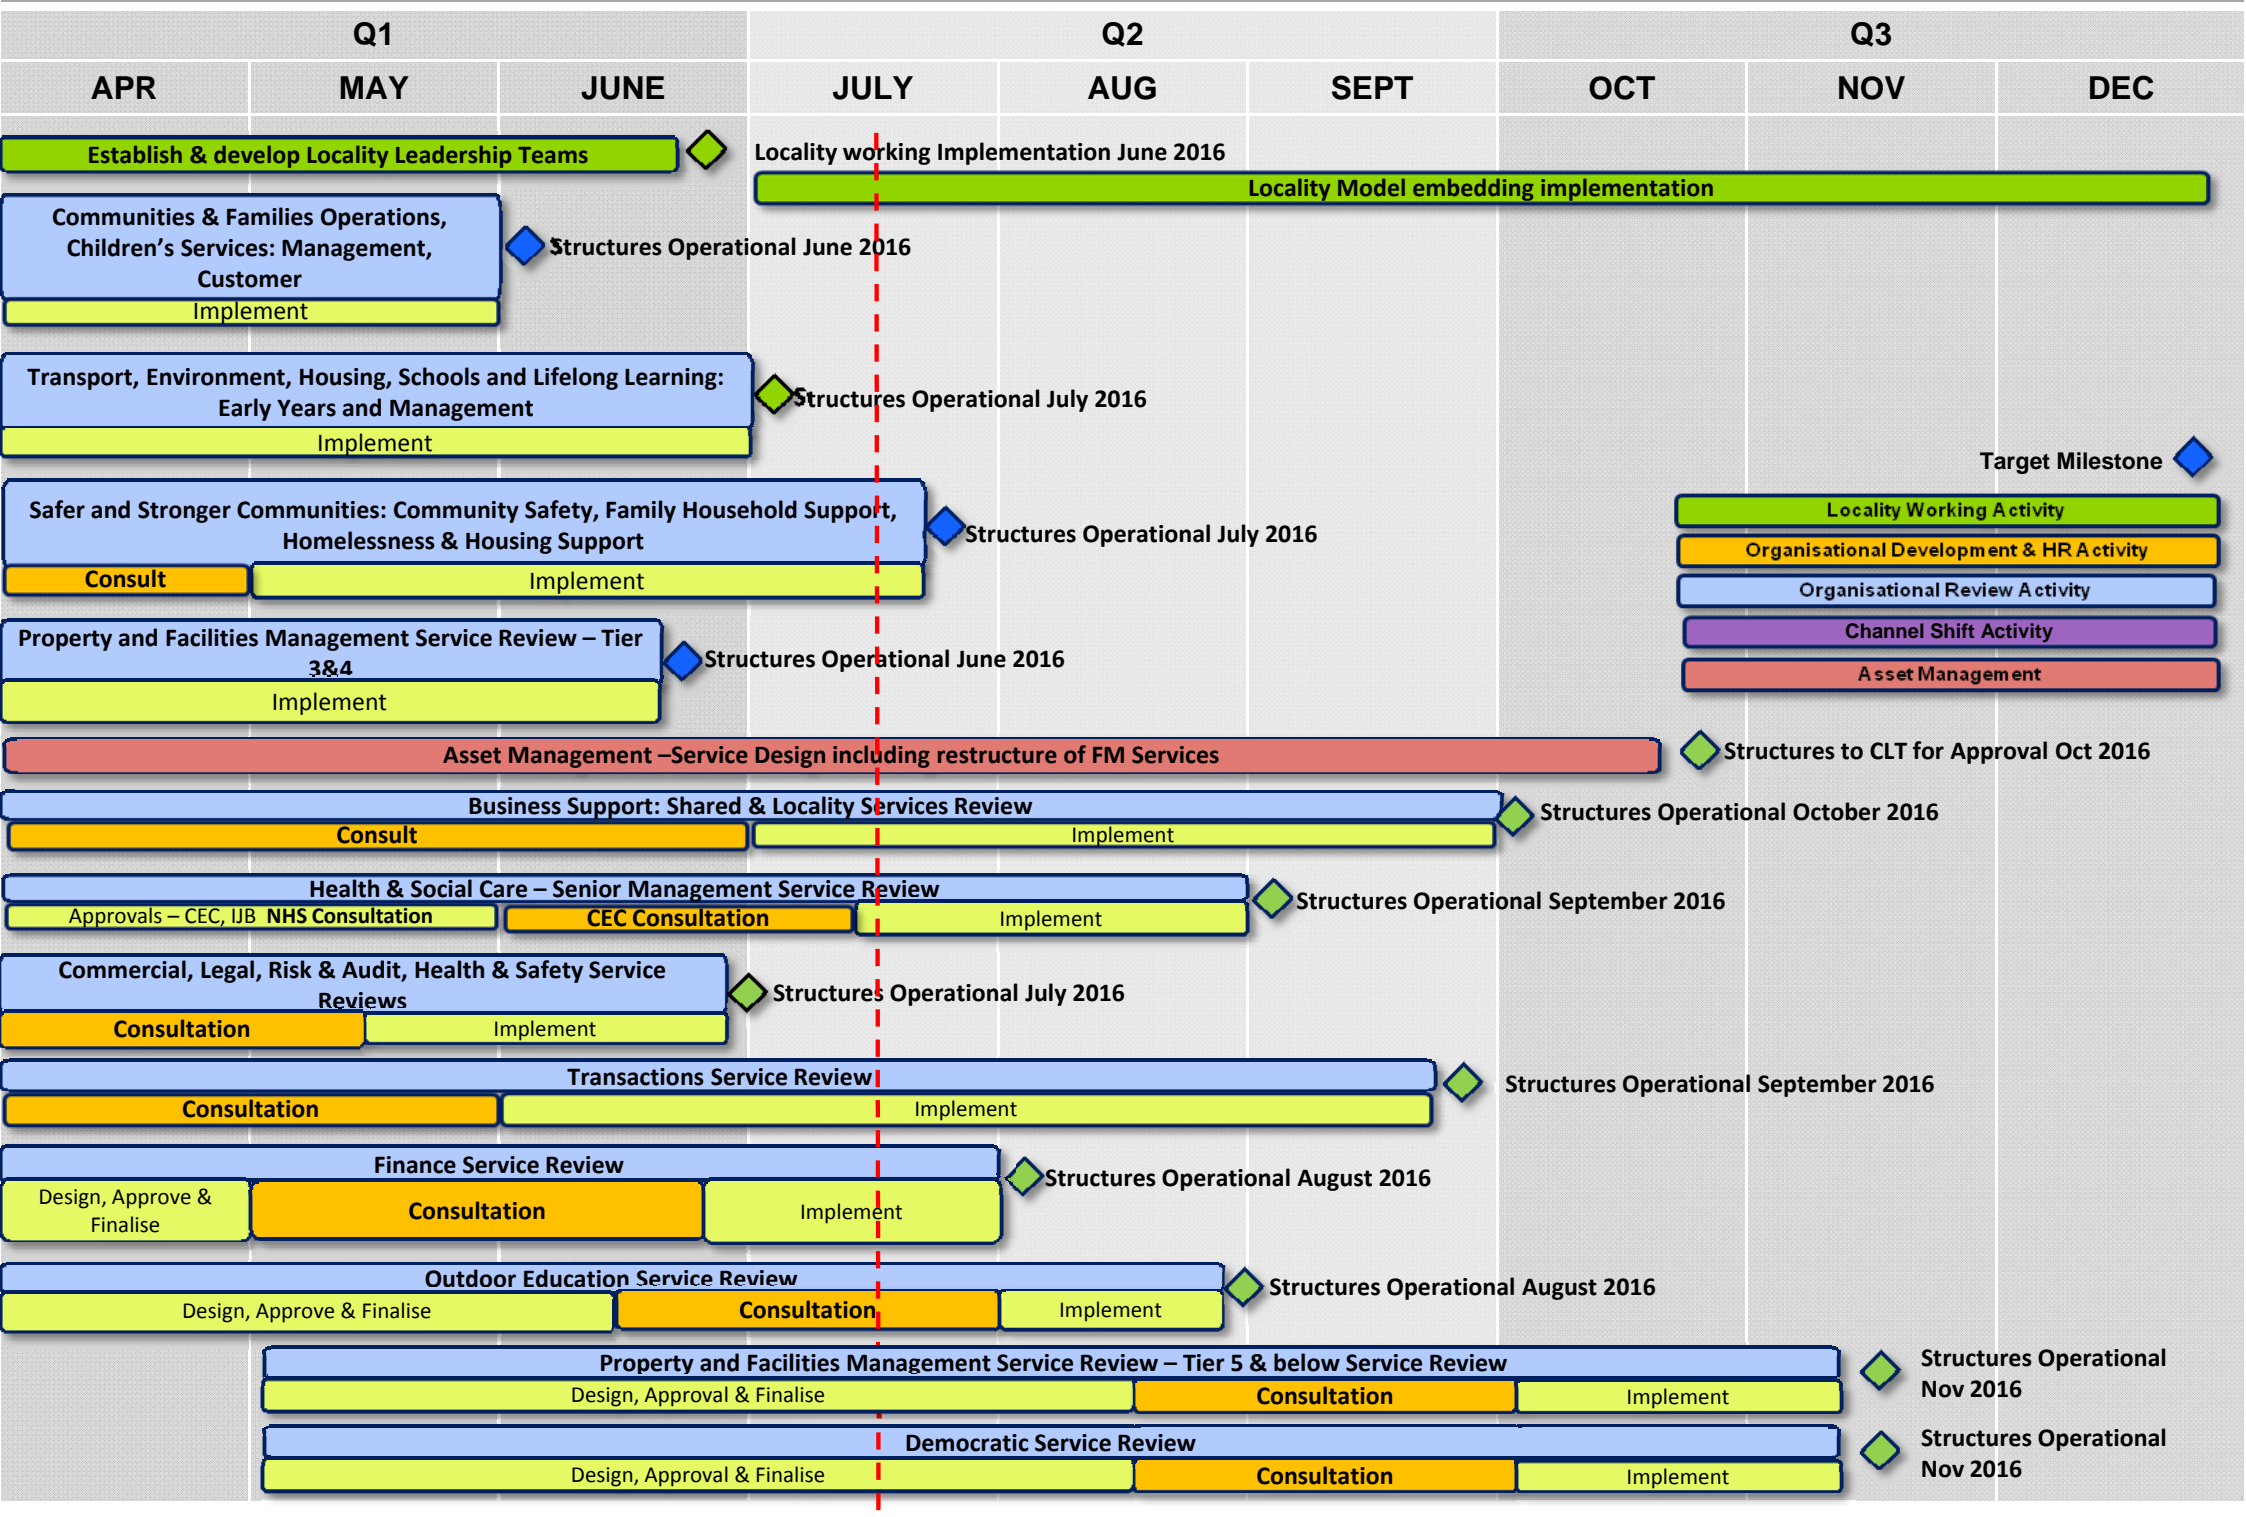 Q1 Q2 Q3
APR MAY JUNE JULY AUG SEPT OCT NOV DEC
Establish & develop Locality Leadership Teams
Locality working Implementation June 2016
Locality Model embedding implementation
Communities & Families Operations,
Children's Services: Management,
Customer
Structures Operational June 2016
Implement
Transport, Environment, Housing, Schools and Lifelong Learning:
Early Years and Management
Structures Operational July 2016
Implement
Target Milestone
Locality Working Activity
Organisational Development & HR Activity
Organisational Review Activity
Channel Shift Activity
Asset Management
Safer and Stronger Communities: Community Safety, Family Household Support,
Homelessness & Housing Support
Structures Operational July 2016
Consult
Implement
Property and Facilities Management Service Review – Tier
3&4
Structures Operational June 2016
Implement
Asset Management –Service Design including restructure of FM Services
Structures to CLT for Approval Oct 2016
Business Support: Shared & Locality Services Review
Structures Operational October 2016
Consult
Implement
Health & Social Care – Senior Management Service Review
Structures Operational September 2016
Approvals – CEC, IJB NHS Consultation
CEC Consultation
Implement
Commercial, Legal, Risk & Audit, Health & Safety Service
Reviews
Structures Operational July 2016
Consultation
Implement
Transactions Service Review
Structures Operational September 2016
Consultation
Implement
Finance Service Review
Structures Operational August 2016
Design, Approve &
Finalise
Consultation
Implement
Outdoor Education Service Review
Structures Operational August 2016
Design, Approve & Finalise
Consultation
Implement
Property and Facilities Management Service Review – Tier 5 & below Service Review
Structures Operational
Nov 2016
Design, Approval & Finalise
Consultation
Implement
Democratic Service Review
Structures Operational
Nov 2016
Design, Approval & Finalise
Consultation
Implement